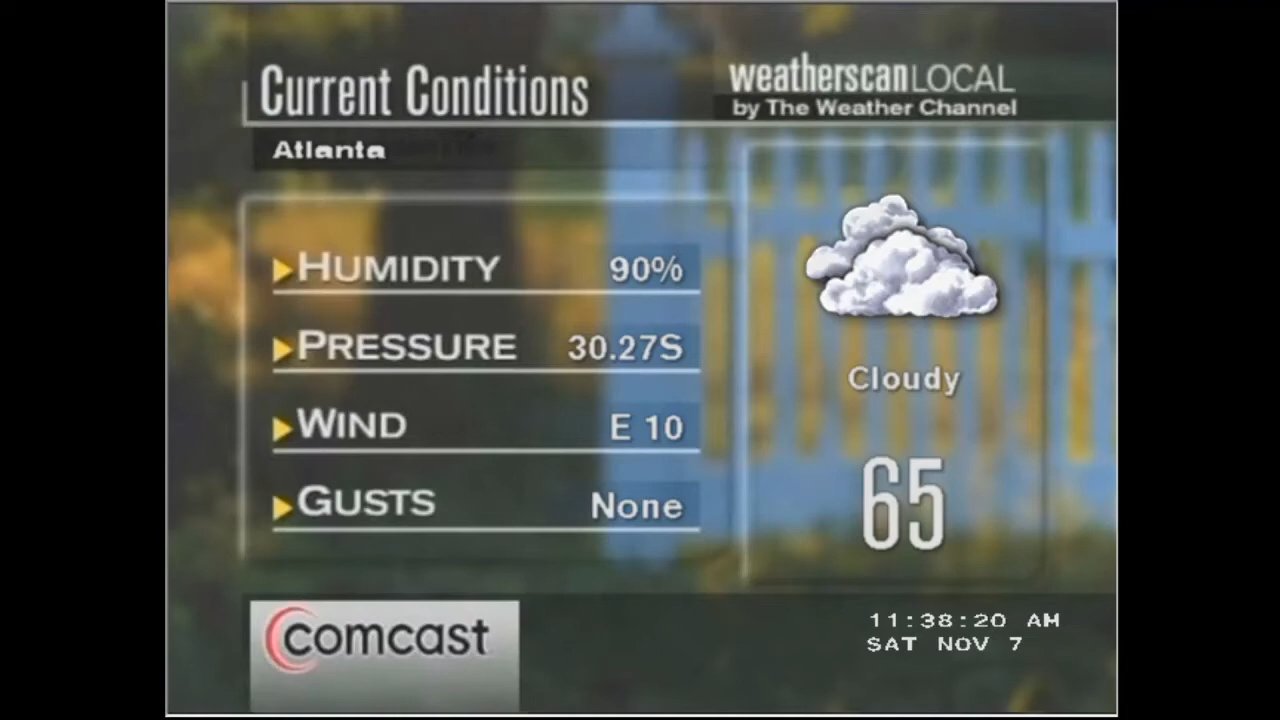 Current Conditions
weatherscanLOCAL
by The Weather Channel
Atlanta
HUMIDITY 90%
PRESSURE 30.27S
WIND E 10
GUSTS None
Cloudy
65
comcast
11:38:20 AM
SAT NOV 7